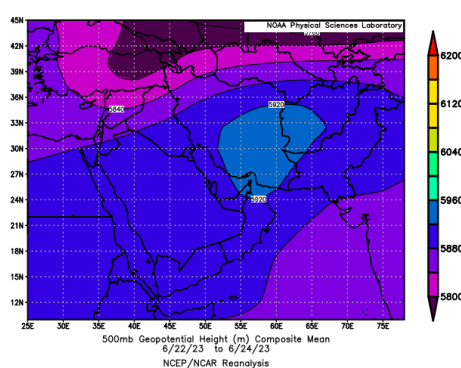 NOAA Physical Sciences Laboratory
45N
42N
39N
36N
33N
30N
27N
24N
21N
18N
15N
12N
5840
5920
5920
25E 30E 35E 40E 45E 50E 55E 60E 65E 70E 75E
6200
6120
6040
5960
5880
5800
500mb Geopotential Height (m) Composite Mean
6/22/23 to 6/24/23
NCEP/NCAR Reanalysis